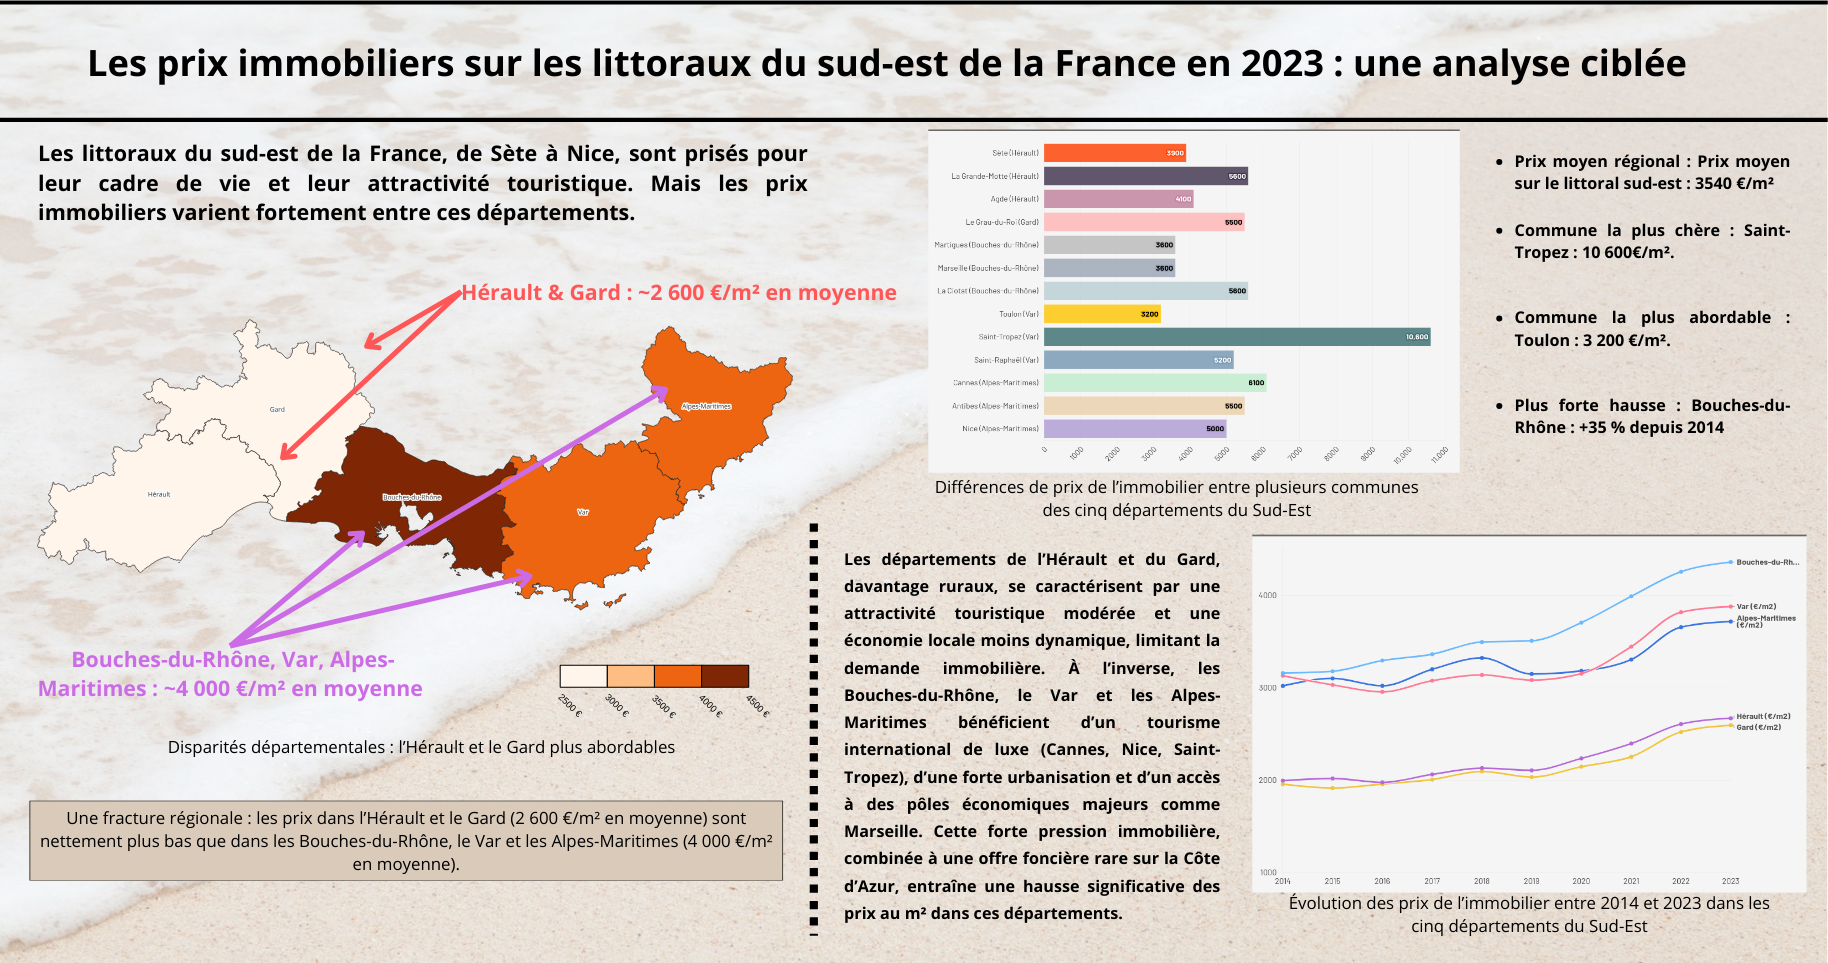 Les prix immobiliers sur les littoraux du sud-est de la France en 2023 : une analyse ciblée
Les littoraux du sud-est de la France, de Sète à Nice, sont prisés pour
leur cadre de vie et leur attractivité touristique. Mais les prix
immobiliers varient fortement entre ces départements.
Hérault & Gard : ~2 600 €/m² en moyenne
Gard
Alpes-Maritimes
Hérault
Bouches-du-Rhône
Var
Bouches-du-Rhône, Var, Alpes-
Maritimes : ~4 000 €/m² en moyenne
2500 €
3000 €
3500 €
4000 €
4500 €
Disparités départementales : l’Hérault et le Gard plus abordables
Une fracture régionale : les prix dans l’Hérault et le Gard (2 600 €/m² en moyenne) sont
nettement plus bas que dans les Bouches-du-Rhône, le Var et les Alpes-Maritimes (4 000 €/m²
en moyenne).
Sète (Hérault) 3900
La Grande-Motte (Hérault) 5600
Agde (Hérault) 4100
Le Grau-du-Roi (Gard) 5500
Martigues (Bouches-du-Rhône) 3600
Marseille (Bouches-du-Rhône) 3600
La Ciotat (Bouches-du-Rhône) 5600
Toulon (Var) 3200
Saint-Tropez (Var) 10.600
Saint-Raphaël (Var) 5200
Cannes (Alpes-Maritimes) 6100
Antibes (Alpes-Maritimes) 5500
Nice (Alpes-Maritimes) 5000
0 1000 2000 3000 4000 5000 6000 7000 8000 9000 10.000 11.000
Différences de prix de l’immobilier entre plusieurs communes
des cinq départements du Sud-Est
• Prix moyen régional : Prix moyen
sur le littoral sud-est : 3540 €/m²
• Commune la plus chère : Saint-
Tropez : 10 600€/m².
• Commune la plus abordable :
Toulon : 3 200 €/m².
• Plus forte hausse : Bouches-du-
Rhône : +35 % depuis 2014
Les départements de l’Hérault et du Gard,
davantage ruraux, se caractérisent par une
attractivité touristique modérée et une
économie locale moins dynamique, limitant la
demande immobilière. À l’inverse, les
Bouches-du-Rhône, le Var et les Alpes-
Maritimes bénéficient d’un tourisme
international de luxe (Cannes, Nice, Saint-
Tropez), d’une forte urbanisation et d’un accès
à des pôles économiques majeurs comme
Marseille. Cette forte pression immobilière,
combinée à une offre foncière rare sur la Côte
d’Azur, entraîne une hausse significative des
prix au m² dans ces départements.
Bouches-du-Rh...
4000
Var (€/m2)
Alpes-Maritimes
(€/m2)
3000
Hérault (€/m2)
Gard (€/m2)
2000
1000
2014 2015 2016 2017 2018 2019 2020 2021 2022 2023
Évolution des prix de l’immobilier entre 2014 et 2023 dans les
cinq départements du Sud-Est